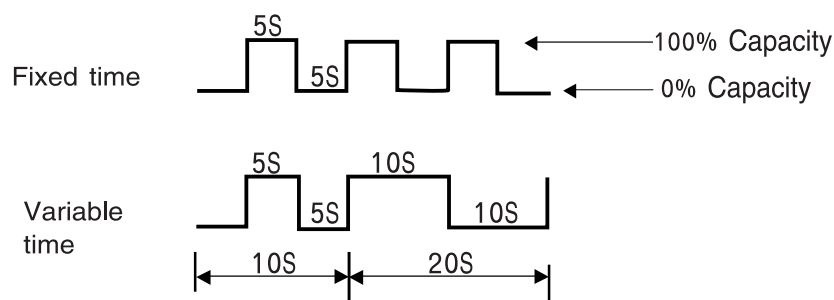 5S
100% Capacity
Fixed time
5S
0% Capacity
5S
10S
Variable
time
5S
10S
10S
20S